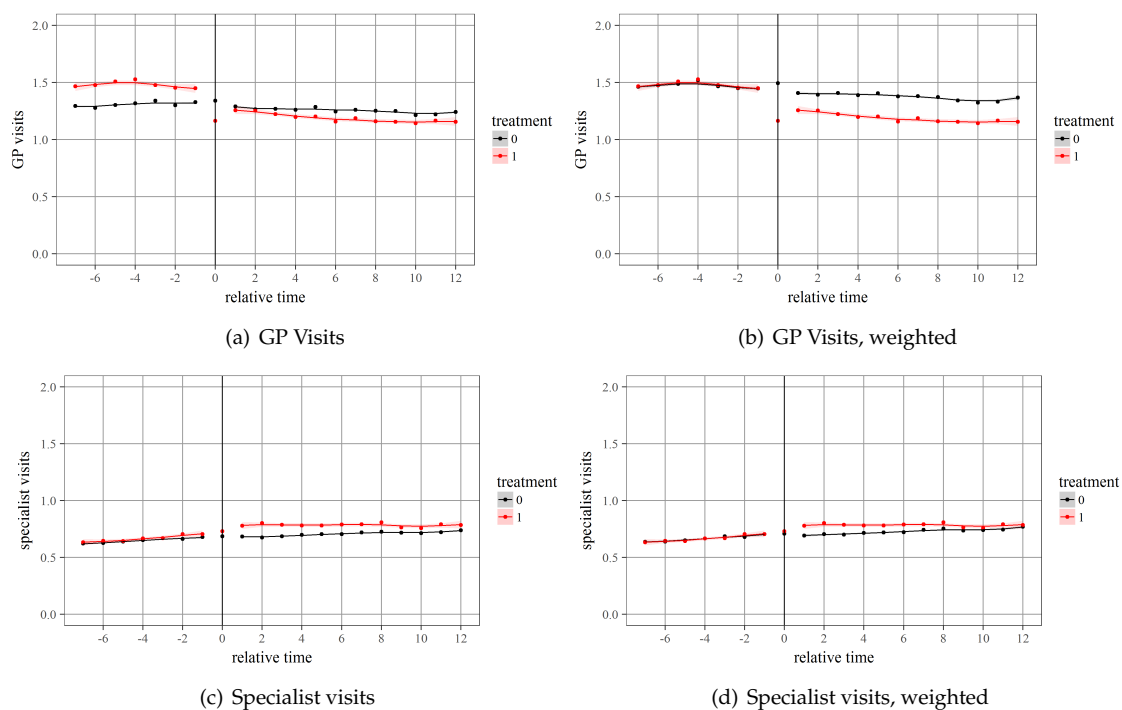 2.0
1.5
1.0
0.5
0.0
GP visits
-6 -4 -2 0 2 4 6 8 10 12
relative time
treatment
0
1
(a) GP Visits
2.0
1.5
1.0
0.5
0.0
GP visits
-6 -4 -2 0 2 4 6 8 10 12
relative time
treatment
0
1
(b) GP Visits, weighted
2.0
1.5
1.0
0.5
0.0
specialist visits
-6 -4 -2 0 2 4 6 8 10 12
relative time
treatment
0
1
(c) Specialist visits
2.0
1.5
1.0
0.5
0.0
specialist visits
-6 -4 -2 0 2 4 6 8 10 12
relative time
treatment
0
1
(d) Specialist visits, weighted